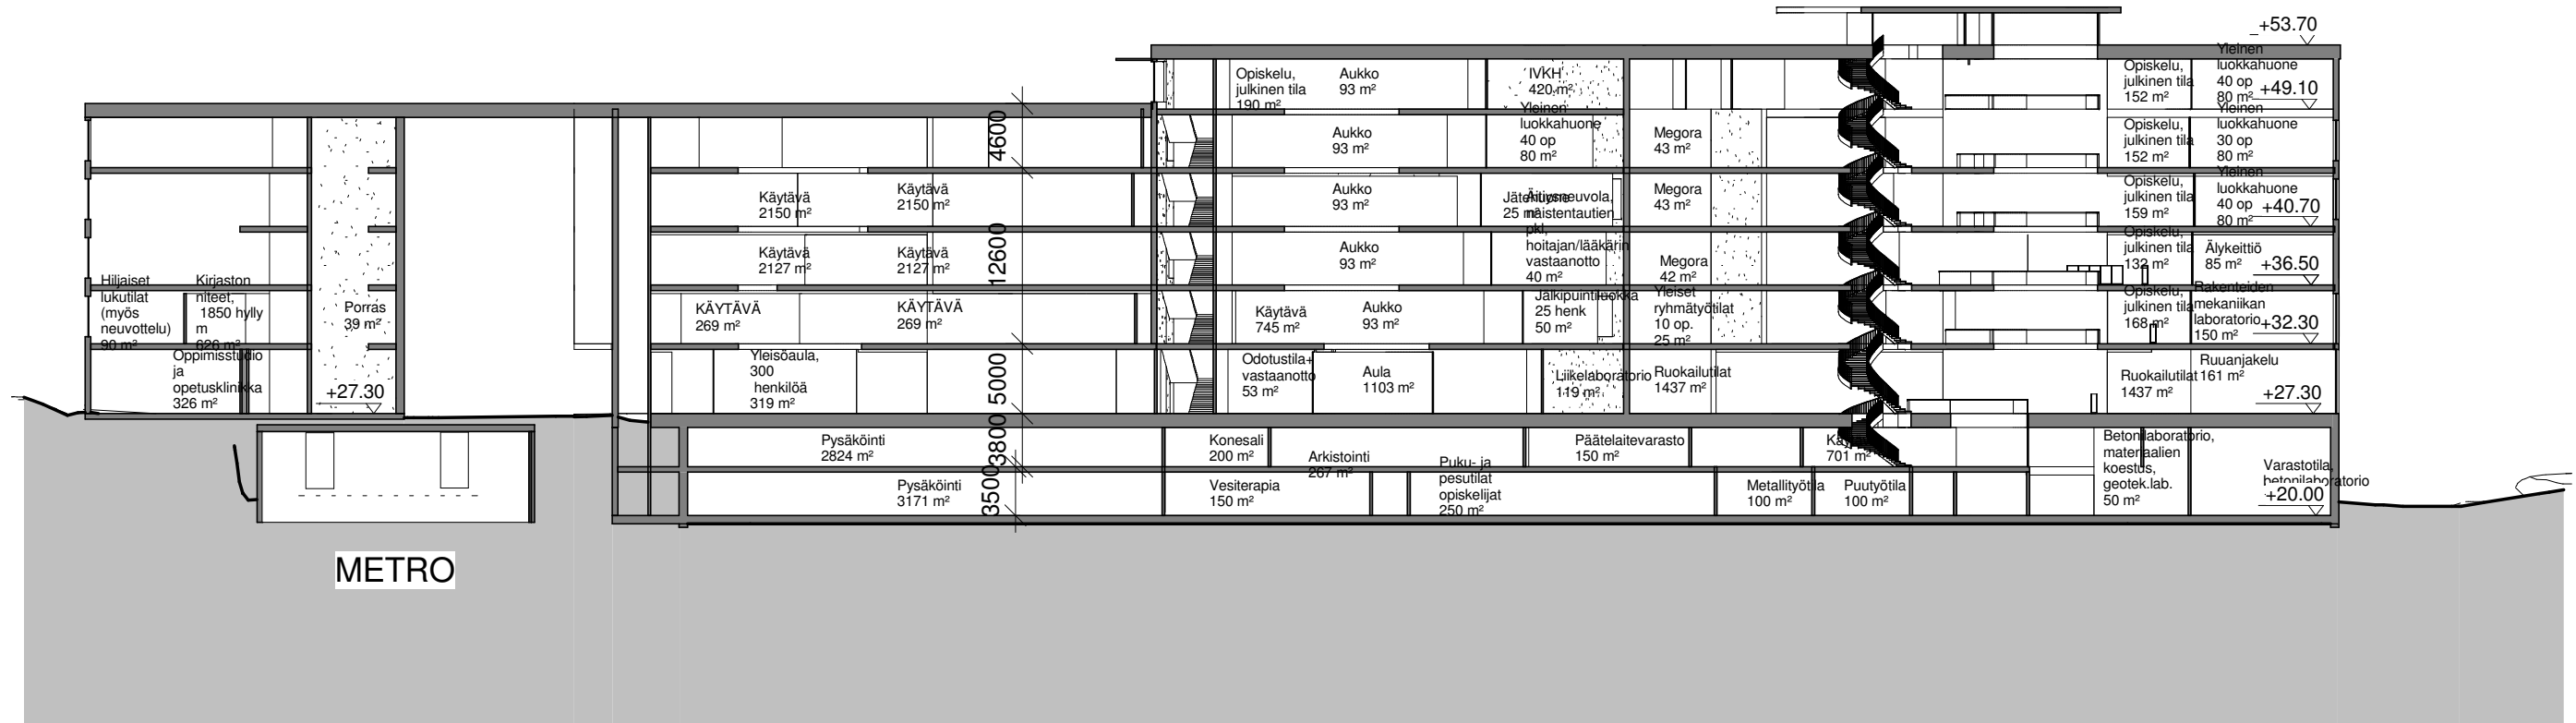 +53.70
Opiskelu,
julkinen tila
190 m²
Aukko
93 m²
IVKH
420 m²
Opiskelu,
julkinen tila
152 m²
Yleinen
luokkahuone
40 op
80 m²
+49.10
4600
Aukko
93 m²
Yleinen
luokkahuone
40 op
80 m²
Megora
43 m²
Opiskelu,
julkinen tila
152 m²
Yleinen
luokkahuone
30 op
80 m²
Käytävä
2150 m²
Käytävä
2150 m²
Aukko
93 m²
Jätehuone
25 m²
Äitiysneuvola,
naistentautien
pkl,
hoitajan/lääkärin
vastaanotto
40 m²
Megora
43 m²
Opiskelu,
julkinen tila
159 m²
Yleinen
luokkahuone
40 op
80 m²
+40.70
12600
Käytävä
2127 m²
Käytävä
2127 m²
Aukko
93 m²
Megora
42 m²
Opiskelu,
julkinen tila
132 m²
Älykeittiö
85 m²
+36.50
Hiljaiset
lukutilat
(myös
neuvottelu)
90 m²
Kirjaston
niteet,
1850 hylly
m
626 m²
Porras
39 m²
KÄYTÄVÄ
269 m²
KÄYTÄVÄ
269 m²
Käytävä
745 m²
Aukko
93 m²
Jälkipuintiluokka
25 henk
50 m²
Yleiset
ryhmätyötilat
10 op.
25 m²
Opiskelu,
julkinen tila
168 m²
Rakenteiden
mekaniikan
laboratorio
150 m²
+32.30
Oppimisstudio
ja
opetusklinikka
326 m²
+27.30
Yleisöaula,
300
henkilöä
319 m²
5000
Odotustila+
vastaanotto
53 m²
Aula
1103 m²
Liikelaboratorio
119 m²
Ruokailutilat
1437 m²
Ruokailutilat
1437 m²
Ruuanjakelu
161 m²
+27.30
Pysäköinti
2824 m²
3800
Konesali
200 m²
Arkistointi
267 m²
Päätelaitevarasto
150 m²
701 m²
Betonilaboratorio,
materiaalien
koestus,
geotek.lab.
50 m²
Varastotila,
betonilaboratorio
+20.00
Pysäköinti
3171 m²
3500
Vesiterapia
150 m²
Puku- ja
pesutilat
opiskelijat
250 m²
Metallityötila
100 m²
Puutyötila
100 m²
METRO